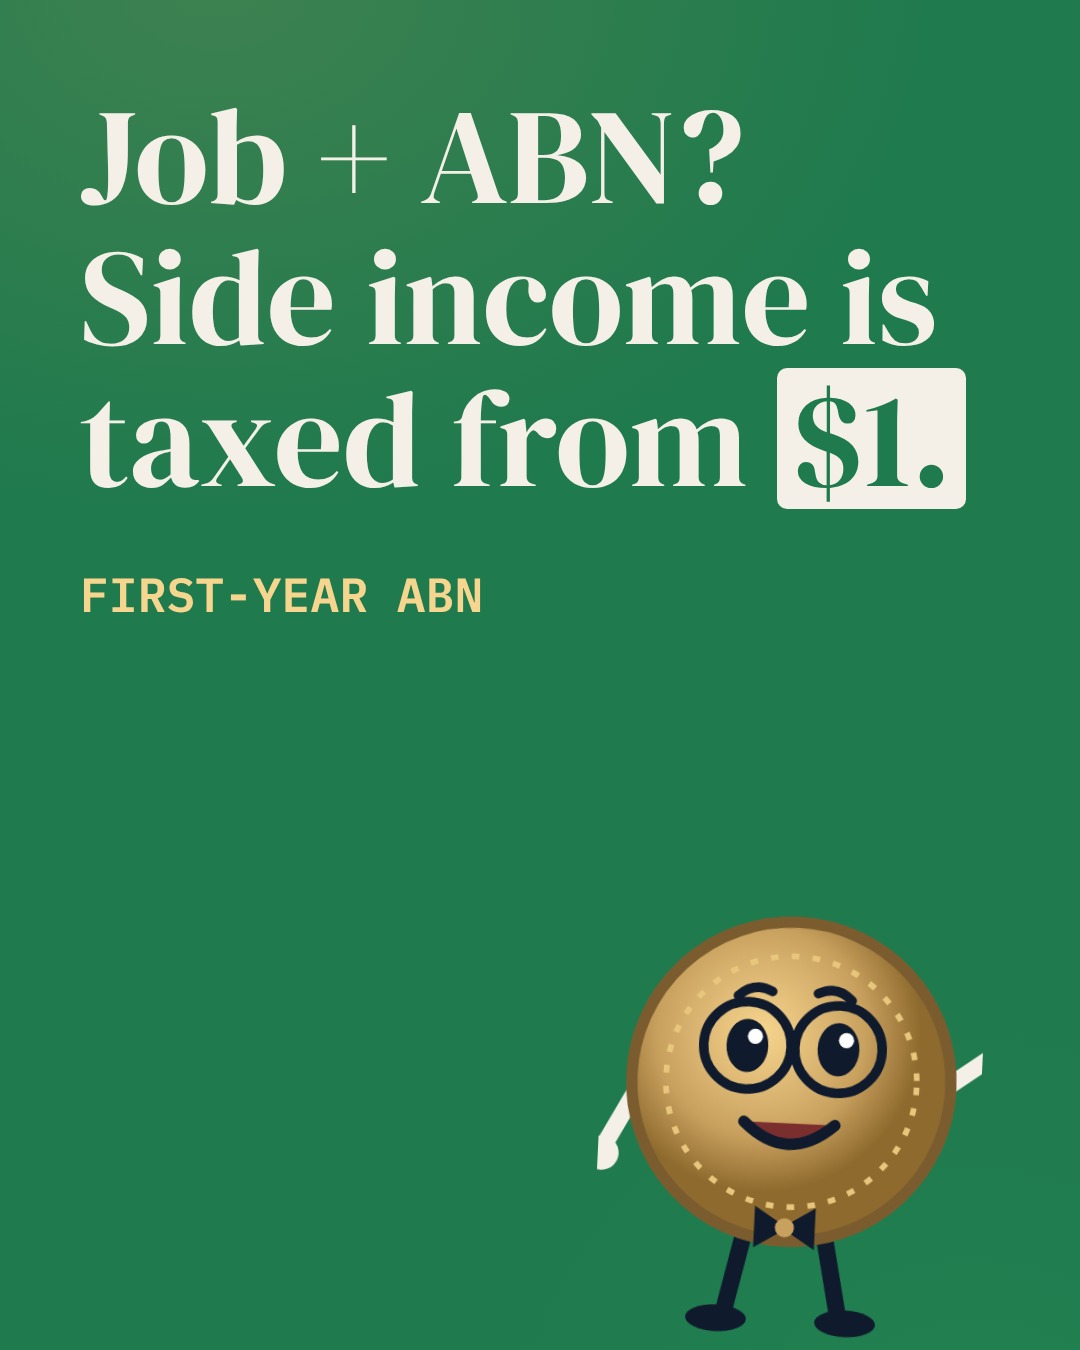 Job + ABN?
Side income is
taxed from $1.
FIRST-YEAR ABN